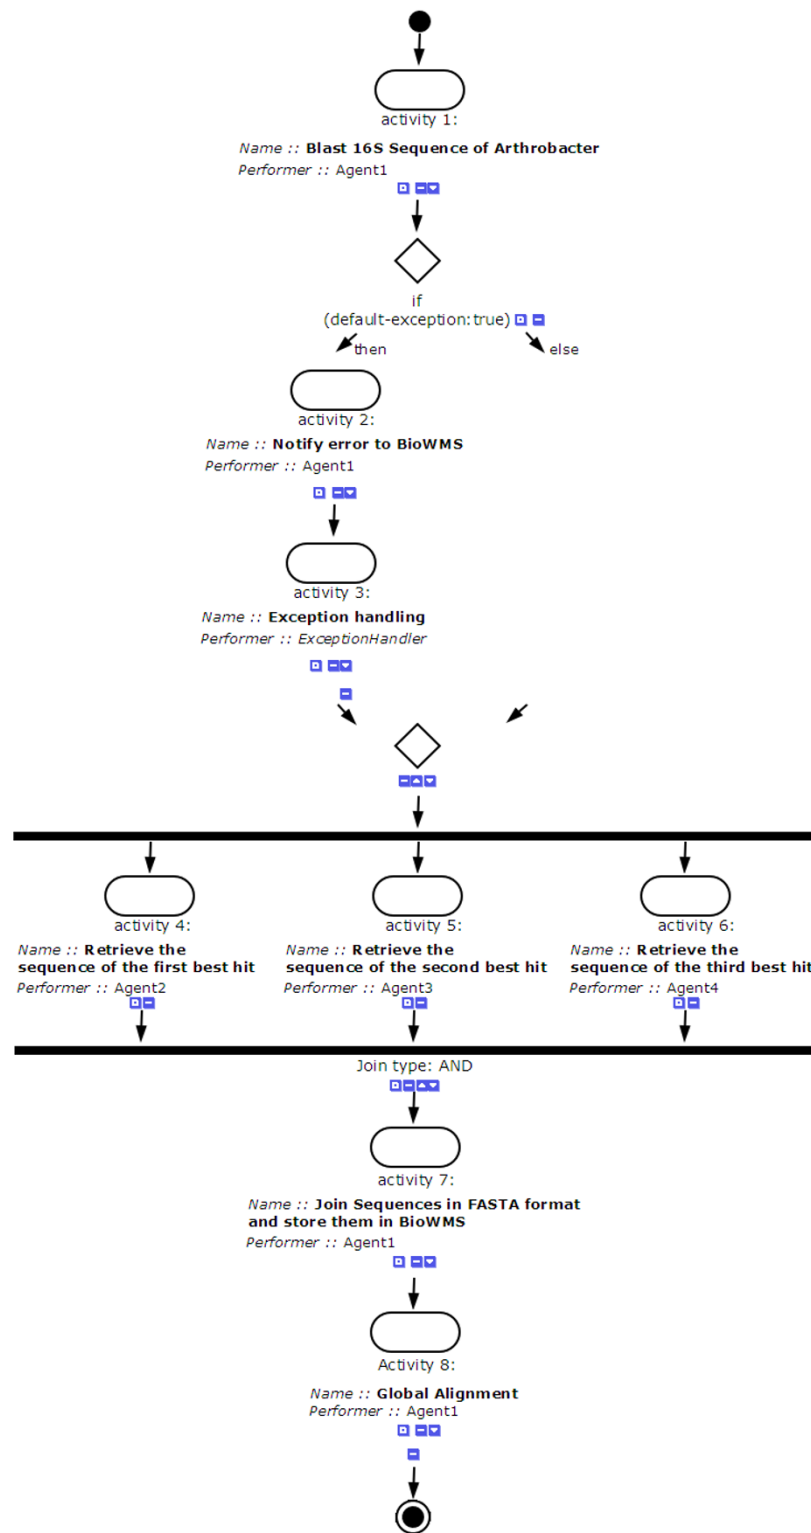 activity 1:
Name :: Blast 16S Sequence of Arthrobacter
Performer :: Agent1
if
(default-exception:true)
then
else
activity 2:
Name :: Notify error to BioWMS
Performer :: Agent1
activity 3:
Name :: Exception handling
Performer :: ExceptionHandler
activity 4:
Name :: Retrieve the
sequence of the first best hit
Performer :: Agent2
activity 5:
Name :: Retrieve the
sequence of the second best hit
Performer :: Agent3
activity 6:
Name :: Retrieve the
sequence of the third best hit
Performer :: Agent4
Join type: AND
activity 7:
Name :: Join Sequences in FASTA format
and store them in BioWMS
Performer :: Agent1
Activity 8:
Name :: Global Alignment
Performer :: Agent1